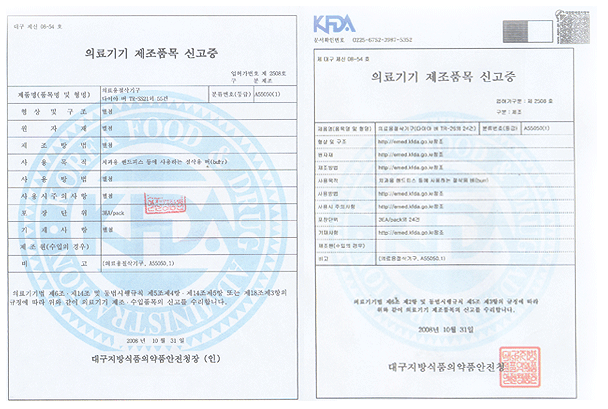 대구 제신 08-54 호
의료기기 제조품목 신고증
업허가번호 제 2508호
구 분 제조
제품명(품목명 및 형명)
의료용절삭기구
다이아 버 TR-3S21외 55건
분류번호(등급)
A55050(1)
형 상 및 구 조
별첨
원 자 재
별첨
제 조 방 법
별첨
사 용 목 적
치과용 핸드피스 등에 사용하는 절삭용 버(bur)
사 용 방 법
별첨
사 용 시 주 의 사 항
별첨
포 장 단 위
3EA/pack
기 재 사 항
별첨
제 조 원(수입의 경우)
비 고
(의료용절삭기구, A55050.1)
의료기기법 제6조·제14조 및 동법시행규칙 제5조제4항·제14조제5항 또는 제18조제3항의
규정에 따라 위와 같이 의료기기 제조·수입품목의 신고를 수리합니다.
2008 년 10 월 31 일
대구지방식품의약품안전청장 (인)
KFDA
문서확인번호 0225-6752-3987-5352
제 대구 제신 08-54 호
의료기기 제조품목 신고증
업허가구분 : 제 2508 호
구분 : 제조
제품명(품목명 및 형명)
의료용절삭기구(다이아 버 TR-26외 24건)
분류번호(등급)
A55050(1)
형상 및 구조
http://emed.kfda.go.kr참조
원자재
http://emed.kfda.go.kr참조
제조방법
http://emed.kfda.go.kr참조
사용목적
치과용 핸드피스 등에 사용하는 절삭용 버(bur)
사용방법
http://emed.kfda.go.kr참조
사용시 주의사항
http://emed.kfda.go.kr참조
포장단위
3EA/pack외 24건
기재사항
http://emed.kfda.go.kr참조
제조원(수입의 경우)
비고
(의료용절삭기구, A55050.1)
의료기기법 제6조 2항 및 동법시행규칙 제5조 제3항의 규정에 따라
위와 같이 의료기기 제조품목의 신고를 수리합니다.
2008년 10월 31일
대구지방식품의약품안전청